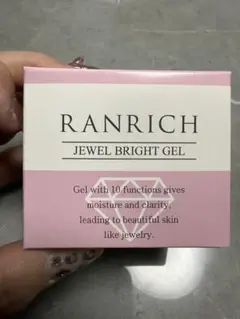 RANRICH
JEWEL BRIGHT GEL
Gel with 10 functions gives
moisture and clarity,
leading to beautiful skin
like jewelry.